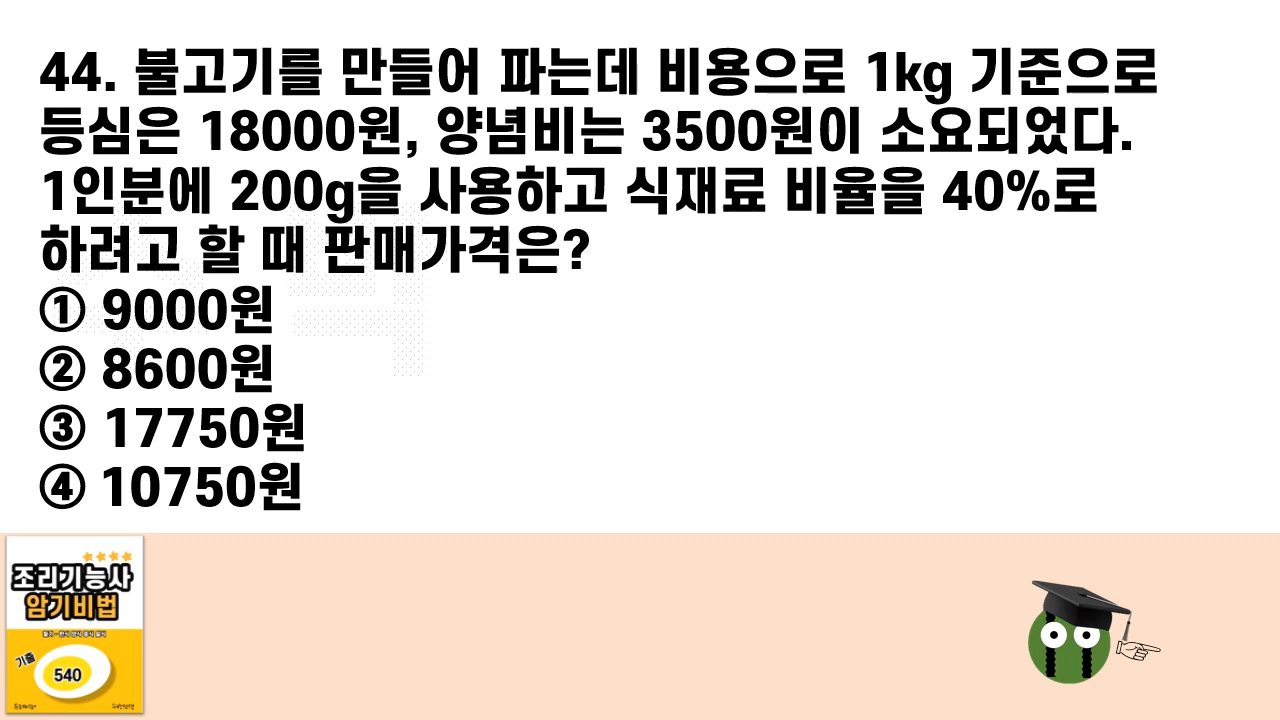 44. 불고기를 만들어 파는데 비용으로 1kg 기준으로
등심은 18000원, 양념비는 3500원이 소요되었다.
1인분에 200g을 사용하고 식재료 비율을 40%로
하려고 할 때 판매가격은?
① 9000원
② 8600원
③ 17750원
④ 10750원
조리기능사
암기비법
기출
540